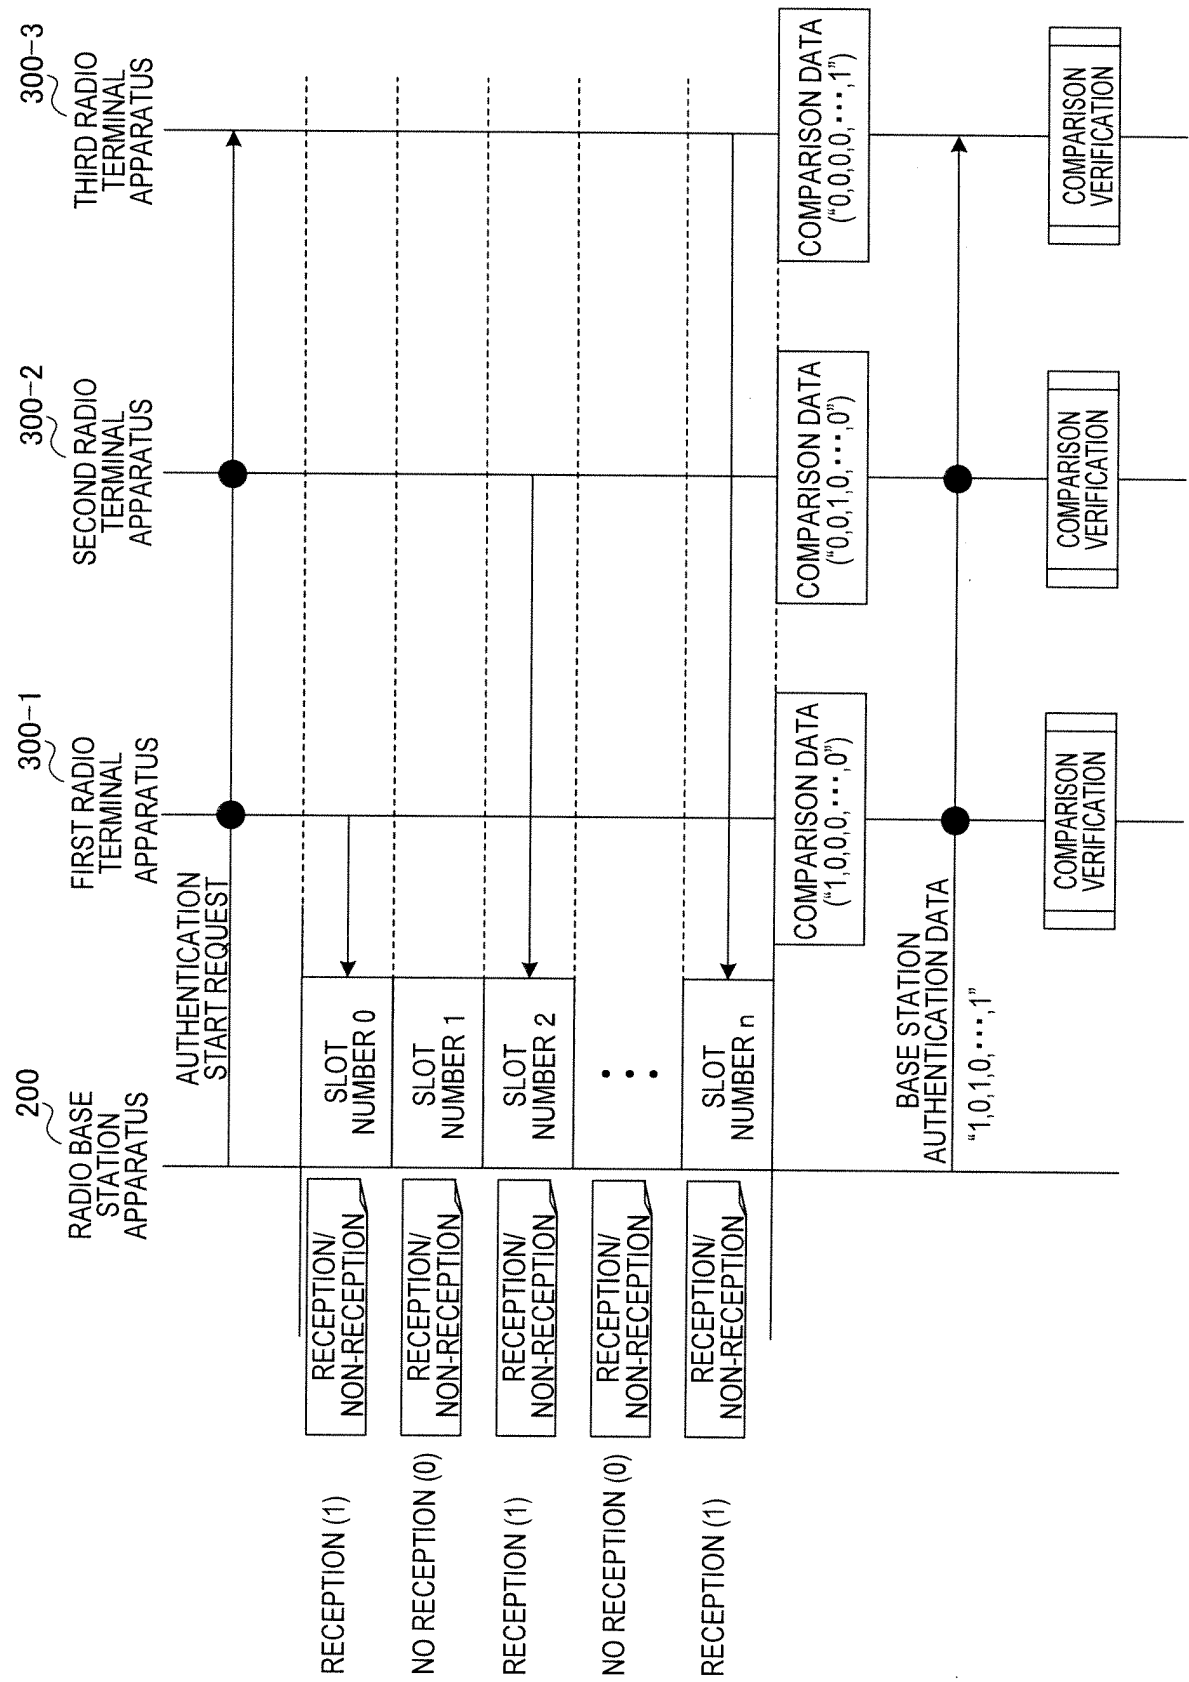 RADIO BASE
STATION
APPARATUS
200
FIRST RADIO
TERMINAL
APPARATUS
300-1
SECOND RADIO
TERMINAL
APPARATUS
300-2
THIRD RADIO
TERMINAL
APPARATUS
300-3
AUTHENTICATION
START REQUEST
RECEPTION (1)
RECEPTION/
NON-RECEPTION
SLOT
NUMBER 0
NO RECEPTION (0)
RECEPTION/
NON-RECEPTION
SLOT
NUMBER 1
RECEPTION (1)
RECEPTION/
NON-RECEPTION
SLOT
NUMBER 2
NO RECEPTION (0)
RECEPTION/
NON-RECEPTION
•••
RECEPTION (1)
RECEPTION/
NON-RECEPTION
SLOT
NUMBER n
COMPARISON DATA
(“1,0,0,0,•••,0”)
COMPARISON DATA
(“0,0,1,0,•••,0”)
COMPARISON DATA
(“0,0,0,0,•••,1”)
BASE STATION
AUTHENTICATION DATA
“1,0,1,0,•••,1”
COMPARISON
VERIFICATION
COMPARISON
VERIFICATION
COMPARISON
VERIFICATION